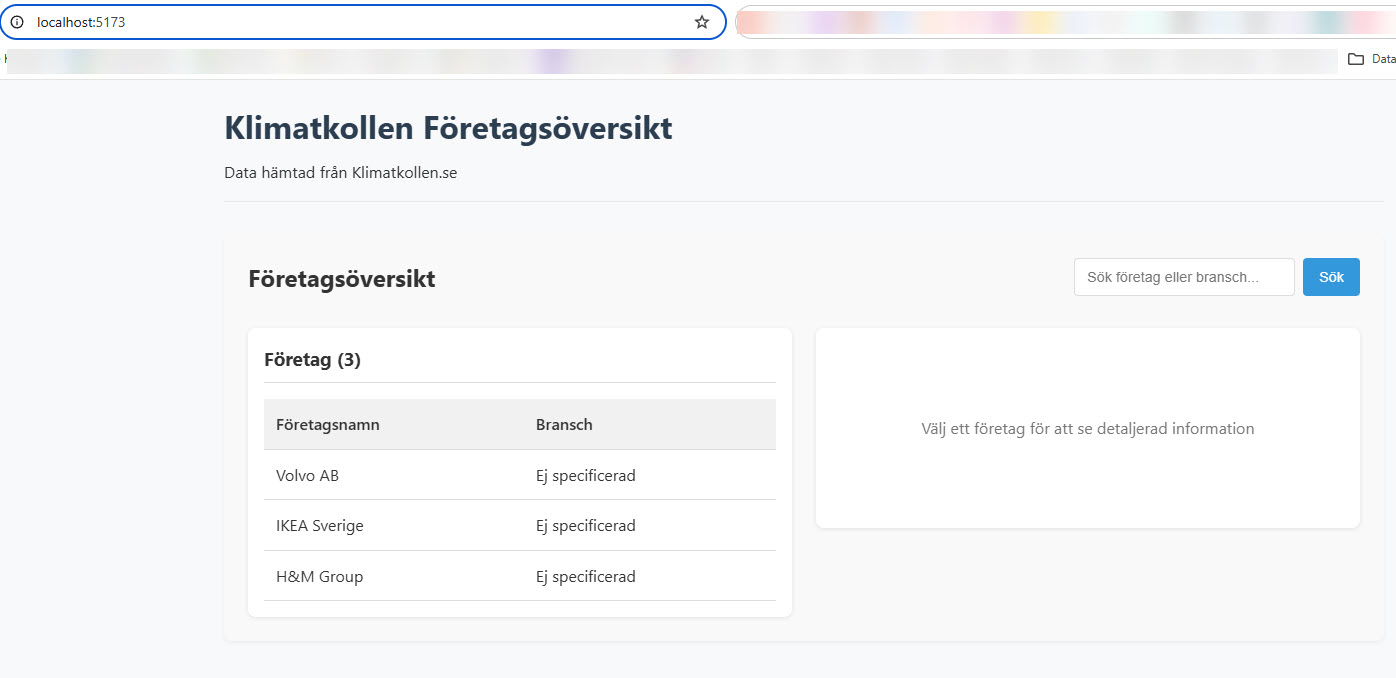 localhost:5173
Data
Klimatkollen Företagsöversikt
Data hämtad från Klimatkollen.se
Företagsöversikt
Sök företag eller bransch...
Sök
Företag (3)
Företagsnamn Bransch
Volvo AB Ej specificerad
IKEA Sverige Ej specificerad
H&M Group Ej specificerad
Välj ett företag för att se detaljerad information